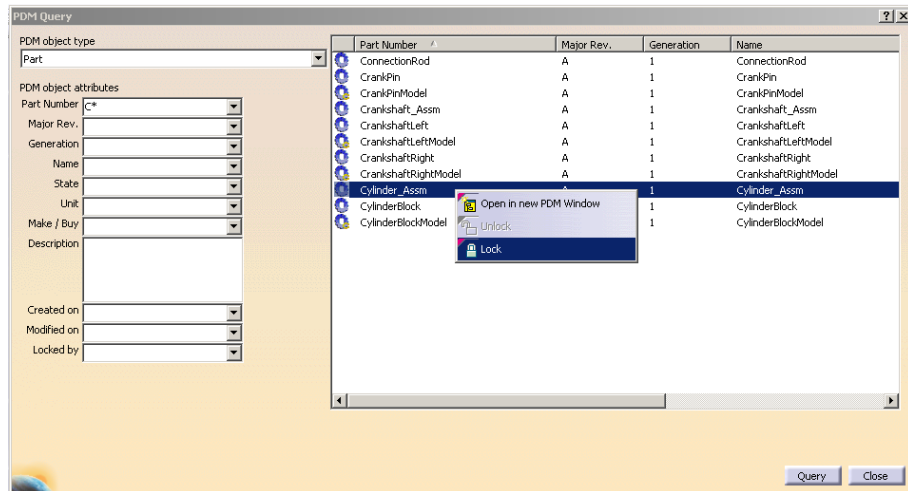 PDM Query
? X
PDM object type
Part
PDM object attributes
Part Number C*
Major Rev.
Generation
Name
State
Unit
Make / Buy
Description
Created on
Modified on
Locked by
Part Number Major Rev. Generation Name
ConnectionRod A 1 ConnectionRod
CrankPin A 1 CrankPin
CrankPinModel A 1 CrankPinModel
Crankshaft_Assm A 1 Crankshaft_Assm
CrankshaftLeft A 1 CrankshaftLeft
CrankshaftLeftModel A 1 CrankshaftLeftModel
CrankshaftRight A 1 CrankshaftRight
CrankshaftRightModel A 1 CrankshaftRightModel
Cylinder_Assm 1 Cylinder_Assm
CylinderBlock 1 CylinderBlock
CylinderBlockModel 1 CylinderBlockModel
Open in new PDM Window
Unlock
Lock
Query Close